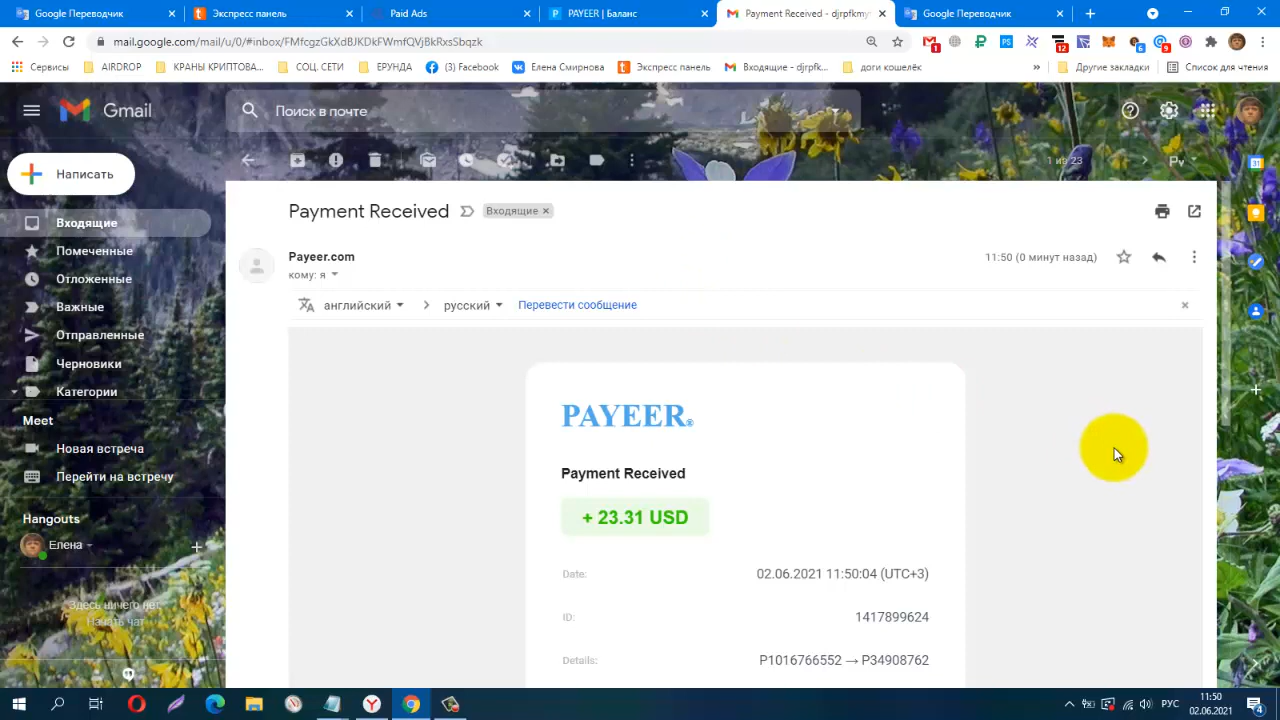 Google Переводчик
Экспресс панель
Paid Ads
PAYEER | Баланс
Payment Received - djrpfkmy
Google Переводчик
mail.google.com/mail/u/0/#inbox/FMfcgzGkXdBJKDkFWmfQVjBkRxsSbqzk
Сервисы
AIRDROP
КРАНЫ КРИПТОВА...
СОЦ. СЕТИ
ЕРУНДА
(3) Facebook
Елена Смирнова
Экспресс панель
Входящие - djrpfk...
доги кошелёк
»
Другие закладки
Список для чтения
Gmail
Поиск в почте
Написать
1 из 23
Входящие
Помеченные
Отложенные
Важные
Отправленные
Черновики
Категории
Meet
Новая встреча
Перейти на встречу
Hangouts
Елена
Здесь ничего нет.
Начать чат
Payment Received
Входящие ×
Payeer.com
11:50 (0 минут назад)
кому: я
английский
русский
Перевести сообщение
PAYEER®
Payment Received
+ 23.31 USD
Date:
02.06.2021 11:50:04 (UTC+3)
ID:
1417899624
Details:
P1016766552 → P34908762
РУС
11:50
02.06.2021